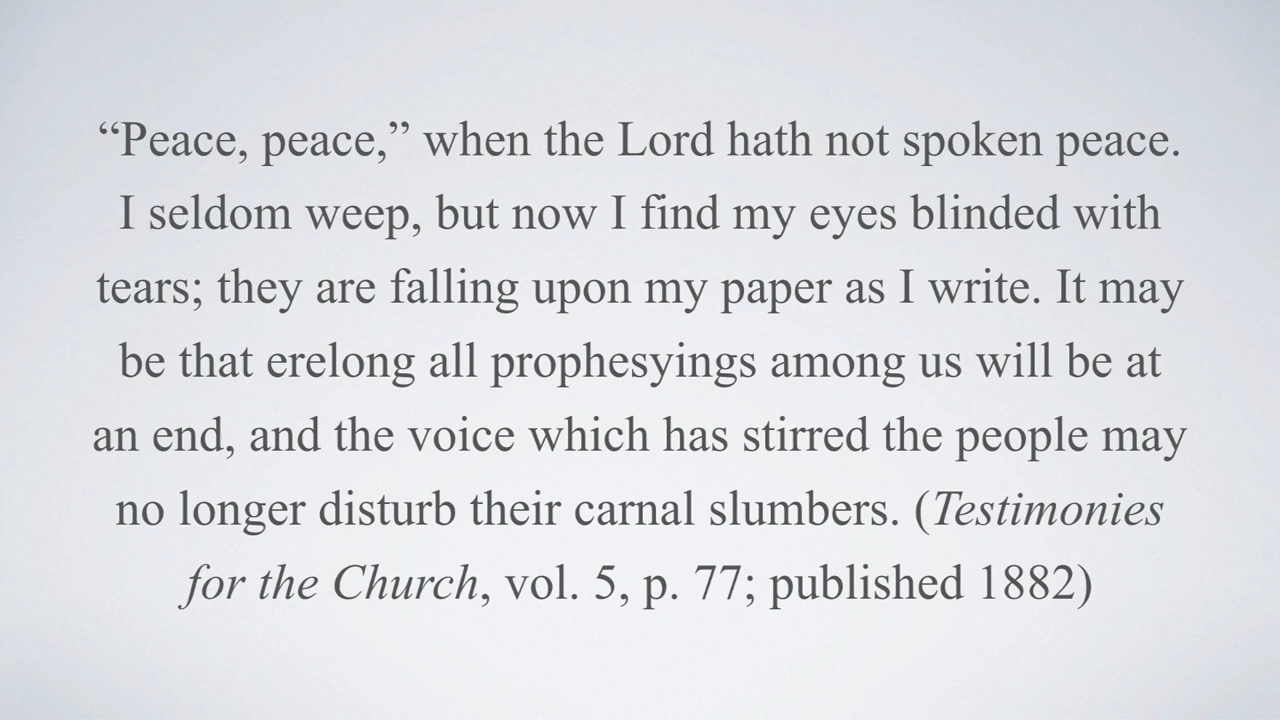 “Peace, peace,” when the Lord hath not spoken peace.
I seldom weep, but now I find my eyes blinded with
tears; they are falling upon my paper as I write. It may
be that erelong all prophesyings among us will be at
an end, and the voice which has stirred the people may
no longer disturb their carnal slumbers. (Testimonies
for the Church, vol. 5, p. 77; published 1882)